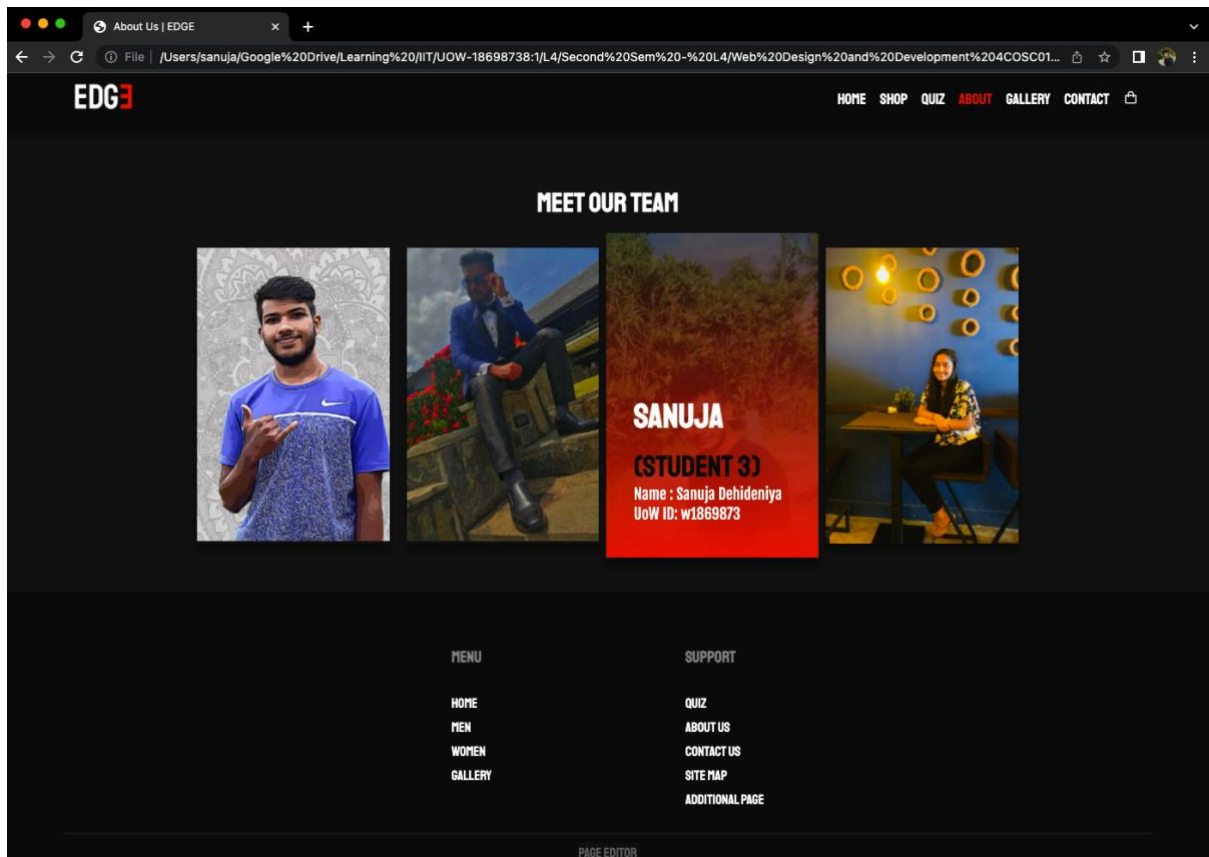 About Us | EDGE
File | /Users/sanuja/Google%20Drive/Learning%20/IIT/UOW-18698738:1/L4/Second%20Sem%20-%20L4/Web%20Design%20and%20Development%204COSC01...
EDGE
HOME SHOP QUIZ ABOUT GALLERY CONTACT
MEET OUR TEAM
SANUJA
(STUDENT 3)
Name : Sanuja Dehideniya
UoW ID: w1869873
MENU
HOME
MEN
WOMEN
GALLERY
SUPPORT
QUIZ
ABOUT US
CONTACT US
SITE MAP
ADDITIONAL PAGE
PAGE EDITOR